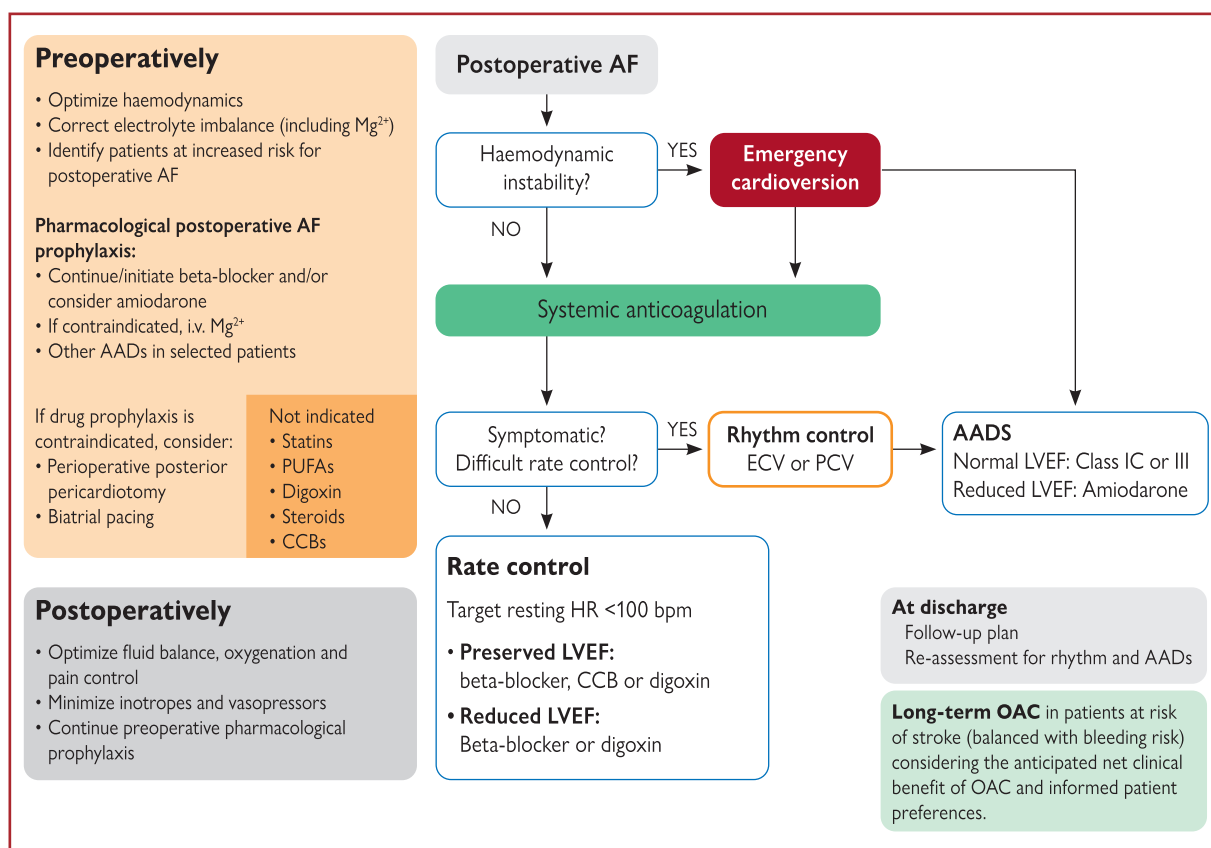 Preoperatively
• Optimize haemodynamics
• Correct electrolyte imbalance (including Mg²⁺)
• Identify patients at increased risk for
postoperative AF
Pharmacological postoperative AF
prophylaxis:
• Continue/initiate beta-blocker and/or
consider amiodarone
• If contraindicated, i.v. Mg²⁺
• Other AADs in selected patients
If drug prophylaxis is
contraindicated, consider:
• Perioperative posterior
pericardiotomy
• Biatrial pacing
Not indicated
• Statins
• PUFAs
• Digoxin
• Steroids
• CCBs
Postoperatively
• Optimize fluid balance, oxygenation and
pain control
• Minimize inotropes and vasopressors
• Continue preoperative pharmacological
prophylaxis
Postoperative AF
Haemodynamic
instability?
YES
Emergency
cardioversion
NO
Systemic anticoagulation
Symptomatic?
Difficult rate control?
YES
Rhythm control
ECV or PCV
AADS
Normal LVEF: Class IC or III
Reduced LVEF: Amiodarone
NO
Rate control
Target resting HR <100 bpm
• Preserved LVEF:
beta-blocker, CCB or digoxin
• Reduced LVEF:
Beta-blocker or digoxin
At discharge
Follow-up plan
Re-assessment for rhythm and AADs
Long-term OAC in patients at risk
of stroke (balanced with bleeding risk)
considering the anticipated net clinical
benefit of OAC and informed patient
preferences.